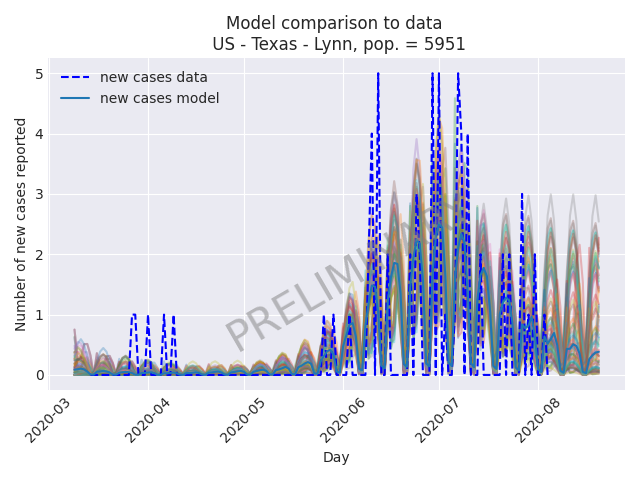 Model comparison to data
US - Texas - Lynn, pop. = 5951
new cases data
new cases model
PRELIMINARY
Number of new cases reported
5
4
3
2
1
0
2020-03
2020-04
2020-05
2020-06
2020-07
2020-08
Day